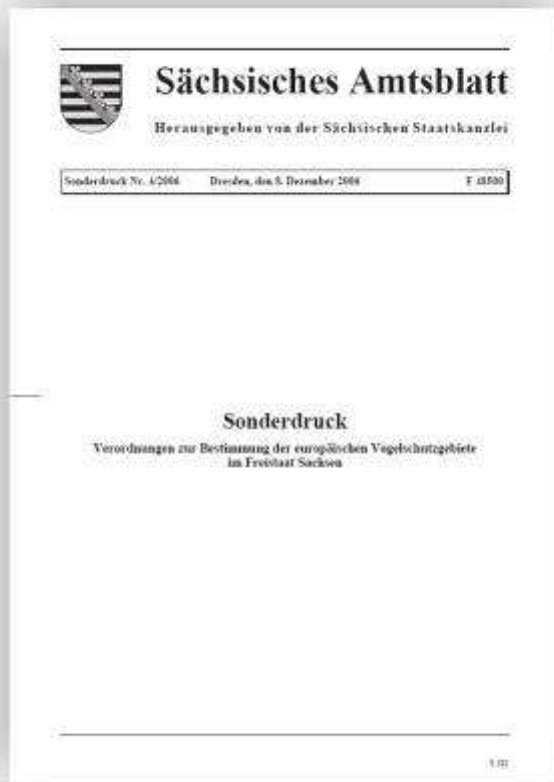 Sächsisches Amtsblatt
Herausgegeben von der Sächsischen Staatskanzlei
Sonderdruck Nr. 4/2006 Dresden, den 8. Dezember 2006 F 48500
Sonderdruck
Verordnungen zur Bestimmung der europäischen Vogelschutzgebiete
im Freistaat Sachsen